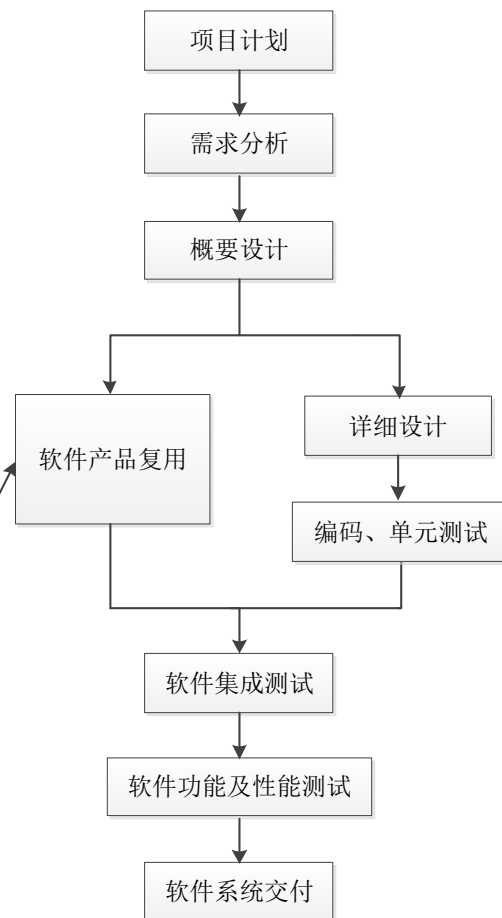 项目计划
需求分析
概要设计
软件产品复用
详细设计
编码、单元测试
软件集成测试
软件功能及性能测试
软件系统交付